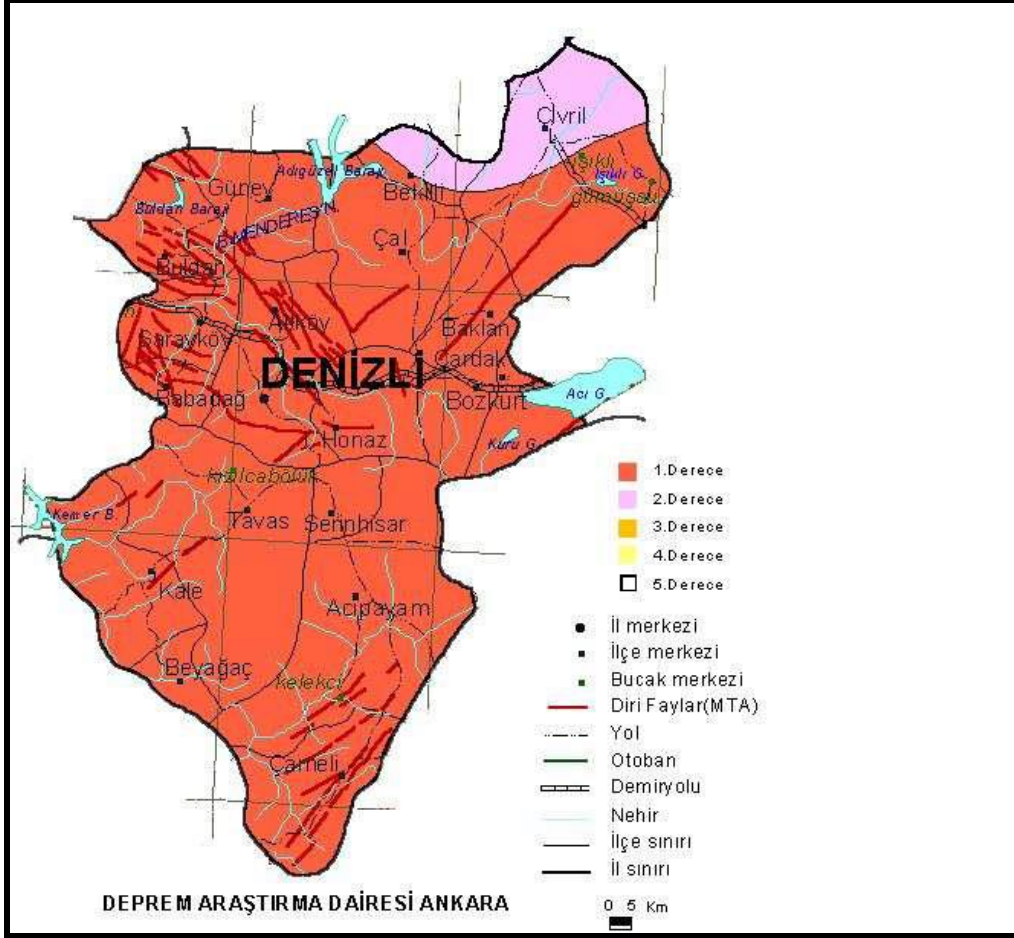 Çivril
Işıklı
Işıklı G.
gümüşsu
Adıgüzel Barajı
Güney
Bekilli
Buldan Barajı
B.MENDERES N.
Çal
Buldan
Sarayköy
Akköy
Baklan
DENİZLİ
Çardak
Babadağ
Bozkurt
Acı G.
Honaz
Kuru G.
kızılcabölük
Kemer B.
Tavas
Serinhisar
Kale
Acıpayam
Beyağaç
kelekçi
Çameli
1.Derece
2.Derece
3.Derece
4.Derece
5.Derece
İl merkezi
İlçe merkezi
Bucak merkezi
Diri Faylar(MTA)
Yol
Otoban
Demiryolu
Nehir
İlçe sınırı
İl sınırı
DEPREM ARAŞTIRMA DAİRESİ ANKARA
0 5 Km